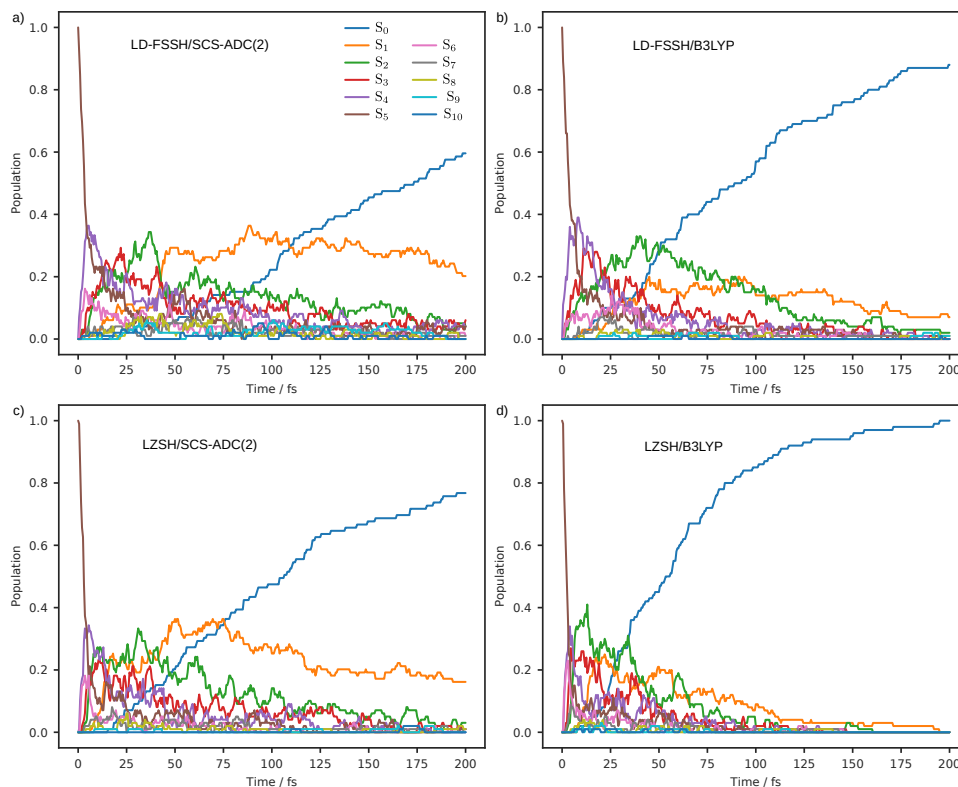 a)
LD-FSSH/SCS-ADC(2)
S0
S1
S2
S3
S4
S5
S6
S7
S8
S9
S10
Population
1.0
0.8
0.6
0.4
0.2
0.0
0 25 50 75 100 125 150 175 200
Time / fs
b)
LD-FSSH/B3LYP
Population
1.0
0.8
0.6
0.4
0.2
0.0
0 25 50 75 100 125 150 175 200
Time / fs
c)
LZSH/SCS-ADC(2)
Population
1.0
0.8
0.6
0.4
0.2
0.0
0 25 50 75 100 125 150 175 200
Time / fs
d)
LZSH/B3LYP
Population
1.0
0.8
0.6
0.4
0.2
0.0
0 25 50 75 100 125 150 175 200
Time / fs